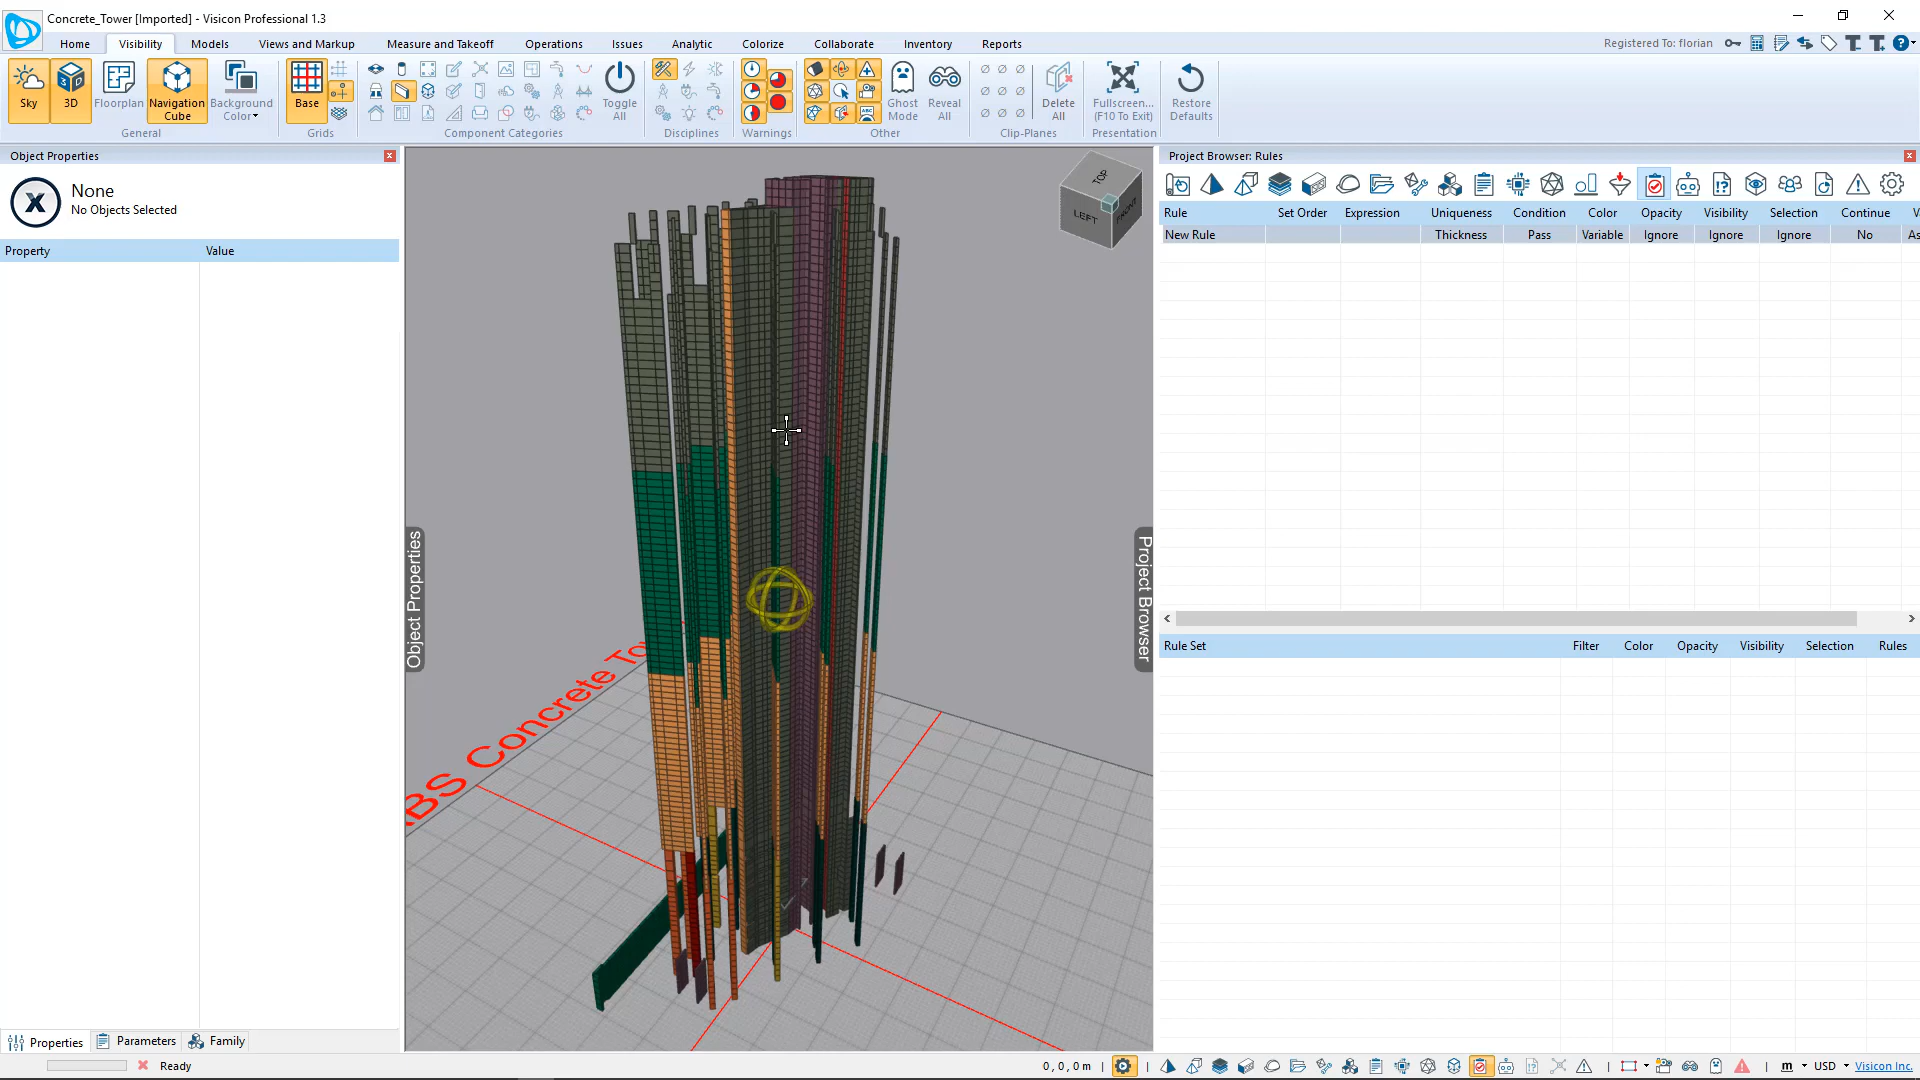 Concrete_Tower [Imported] - Visicon Professional 1.3
Home Visibility Models Views and Markup Measure and Takeoff Operations Issues Analytic Colorize Collaborate Inventory Reports
Registered To: florian
Sky 3D Floorplan Navigation Cube Background Color Base Toggle All Ghost Mode Reveal All Delete All Fullscreen... (F10 To Exit) Restore Defaults
General Grids Component Categories Disciplines Warnings Other Clip-Planes Presentation
Object Properties
None
No Objects Selected
Property Value
Object Properties
TOP
LEFT
FRONT
BS Concrete To
Project Browser
Project Browser: Rules
Rule Set Order Expression Uniqueness Condition Color Opacity Visibility Selection Continue
New Rule Thickness Pass Variable Ignore Ignore Ignore No As
Rule Set Filter Color Opacity Visibility Selection Rules
Properties Parameters Family
Ready
0 , 0 , 0 m
m USD Visicon Inc.